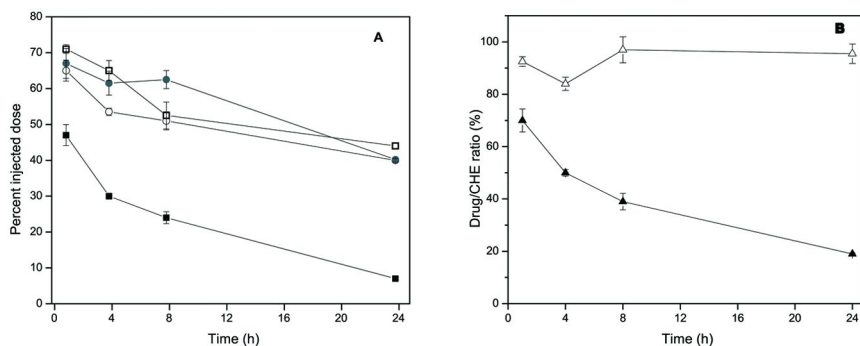 A
80
70
60
50
40
30
20
10
0
Percent injected dose
0 4 8 12 16 20 24
Time (h)
B
100
80
60
40
20
0
Drug/CHE ratio (%)
0 4 8 12 16 20 24
Time (h)